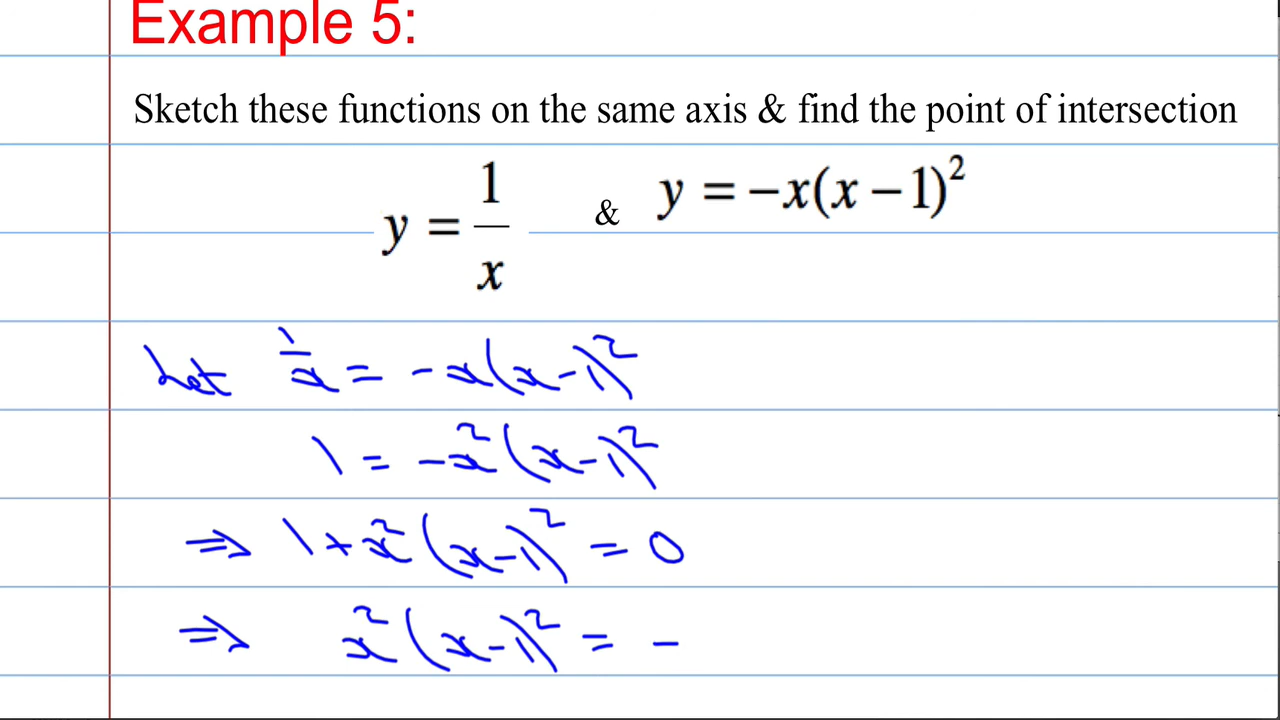 Example 5:
Sketch these functions on the same axis & find the point of intersection
y = 1/x & y = −x(x − 1)²
Let 1/x = -x(x-1)²
1 = -x²(x-1)²
⇒ 1+x²(x-1)² = 0
⇒ x²(x-1)² = -